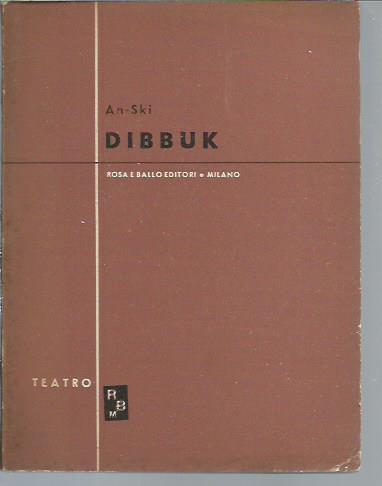 An-Ski
DIBBUK
ROSA E BALLO EDITORI • MILANO
TEATRO
R
B
M